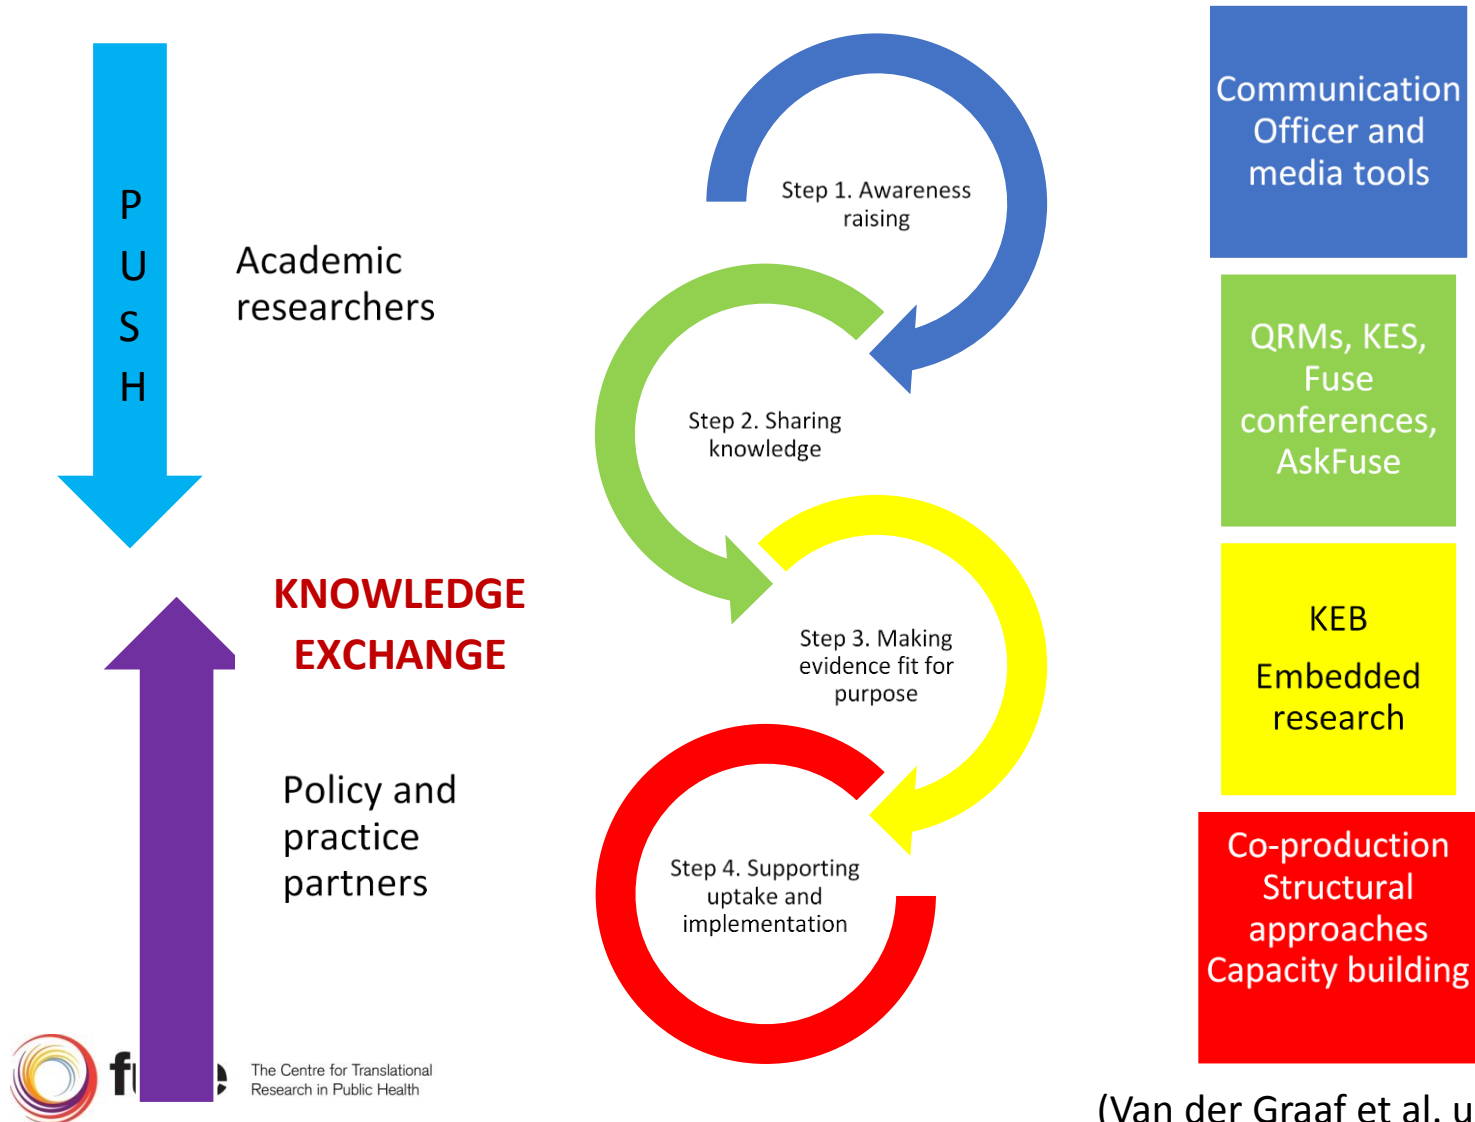 PUSH
Academic
researchers
KNOWLEDGE
EXCHANGE
Policy and
practice
partners
Step 1. Awareness
raising
Step 2. Sharing
knowledge
Step 3. Making
evidence fit for
purpose
Step 4. Supporting
uptake and
implementation
Communication
Officer and
media tools
QRMs, KES,
Fuse
conferences,
AskFuse
KEB
Embedded
research
Co-production
Structural
approaches
Capacity building
The Centre for Translational
Research in Public Health
(Van der Graaf et al.